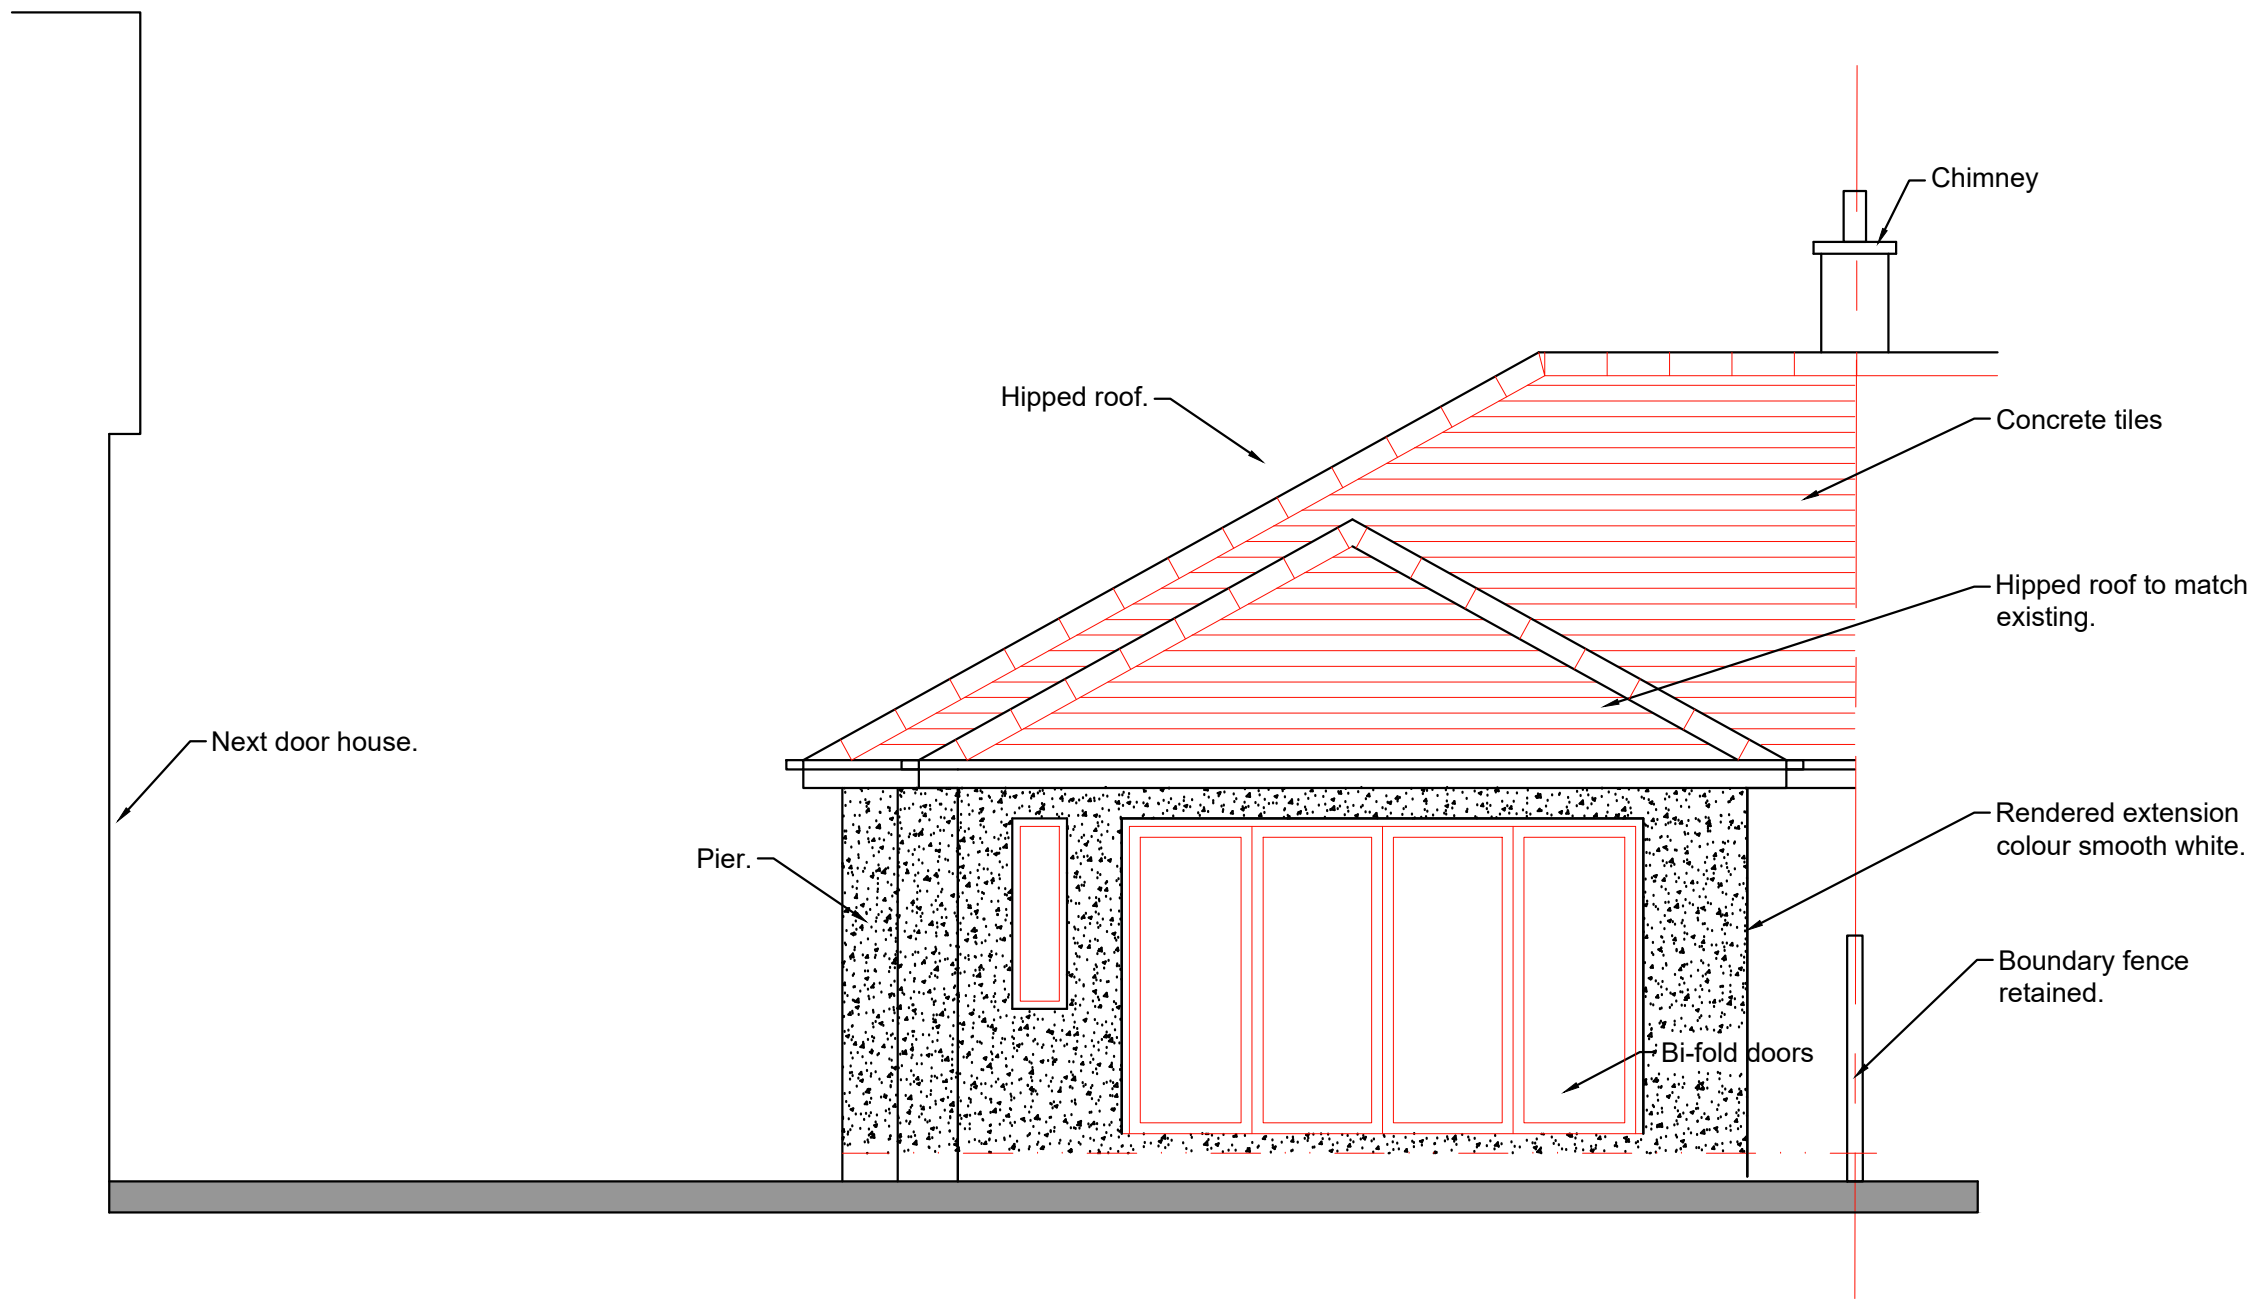 Chimney
Hipped roof.
Concrete tiles
Hipped roof to match
existing.
Next door house.
Rendered extension
colour smooth white.
Pier.
Boundary fence
retained.
Bi-fold doors